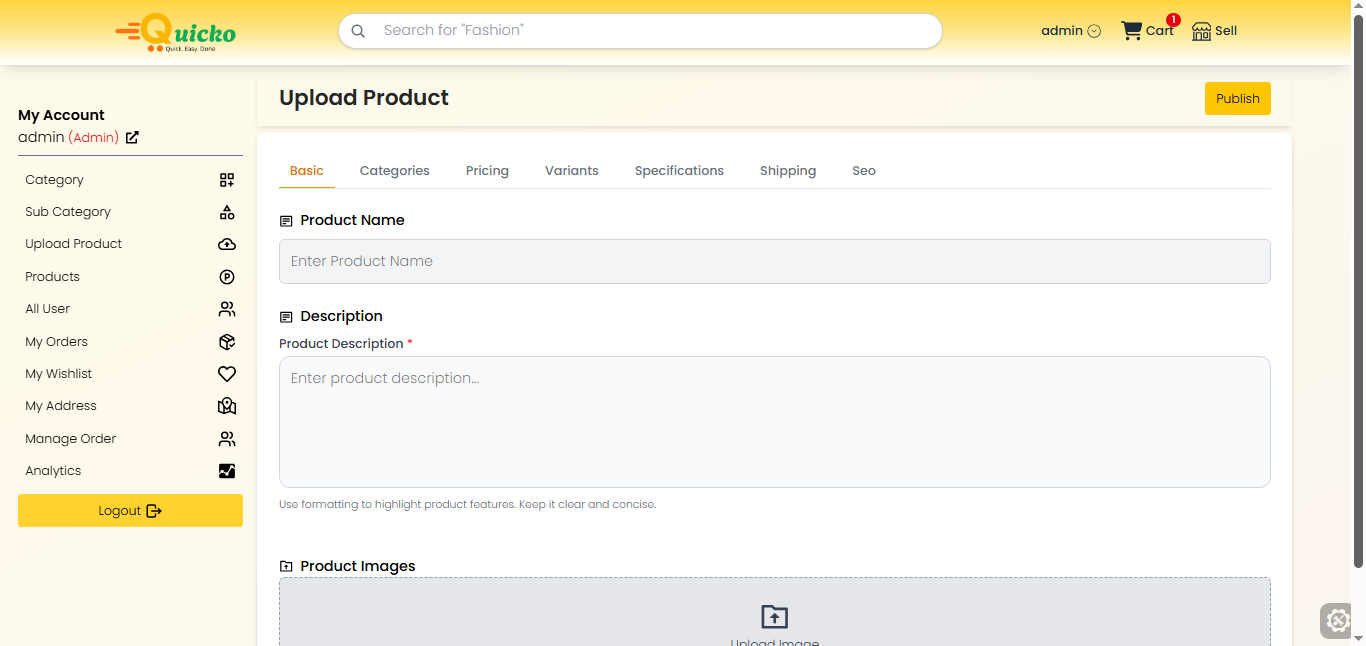 Quicko
Quick. Easy. Done
Search for "Fashion"
admin
1
Cart
Sell
My Account
admin (Admin)
Category
Sub Category
Upload Product
Products
All User
My Orders
My Wishlist
My Address
Manage Order
Analytics
Logout
Upload Product
Publish
Basic Categories Pricing Variants Specifications Shipping Seo
Product Name
Enter Product Name
Description
Product Description *
Enter product description...
Use formatting to highlight product features. Keep it clear and concise.
Product Images
Upload Image